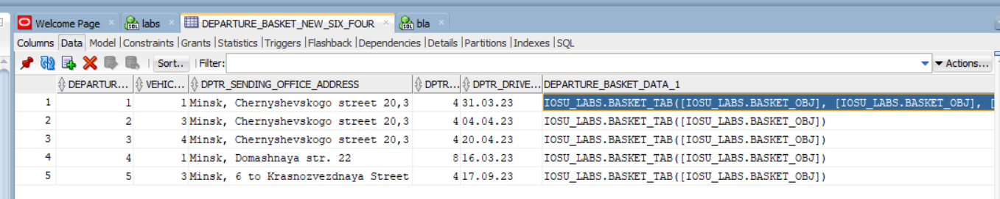 Welcome Page × labs × DEPARTURE_BASKET_NEW_SIX_FOUR × bla ×
Columns Data Model |Constraints |Grants |Statistics |Triggers |Flashback |Dependencies |Details |Partitions |Indexes |SQL
Sort.. Filter: Actions...
DEPARTUR... VEHIC... DPTR_SENDING_OFFICE_ADDRESS DPTR... DPTR_DRIVE... DEPARTURE_BASKET_DATA_1
1 1 1 Minsk, Chernyshevskogo street 20,3 4 31.03.23 IOSU_LABS.BASKET_TAB([IOSU_LABS.BASKET_OBJ], [IOSU_LABS.BASKET_OBJ], [
2 2 3 Minsk, Chernyshevskogo street 20,3 4 04.04.23 IOSU_LABS.BASKET_TAB([IOSU_LABS.BASKET_OBJ])
3 3 4 Minsk, Chernyshevskogo street 20,3 4 20.04.23 IOSU_LABS.BASKET_TAB([IOSU_LABS.BASKET_OBJ])
4 4 1 Minsk, Domashnaya str. 22 8 16.03.23 IOSU_LABS.BASKET_TAB([IOSU_LABS.BASKET_OBJ])
5 5 3 Minsk, 6 to Krasnozvezdnaya Street 4 17.09.23 IOSU_LABS.BASKET_TAB([IOSU_LABS.BASKET_OBJ])